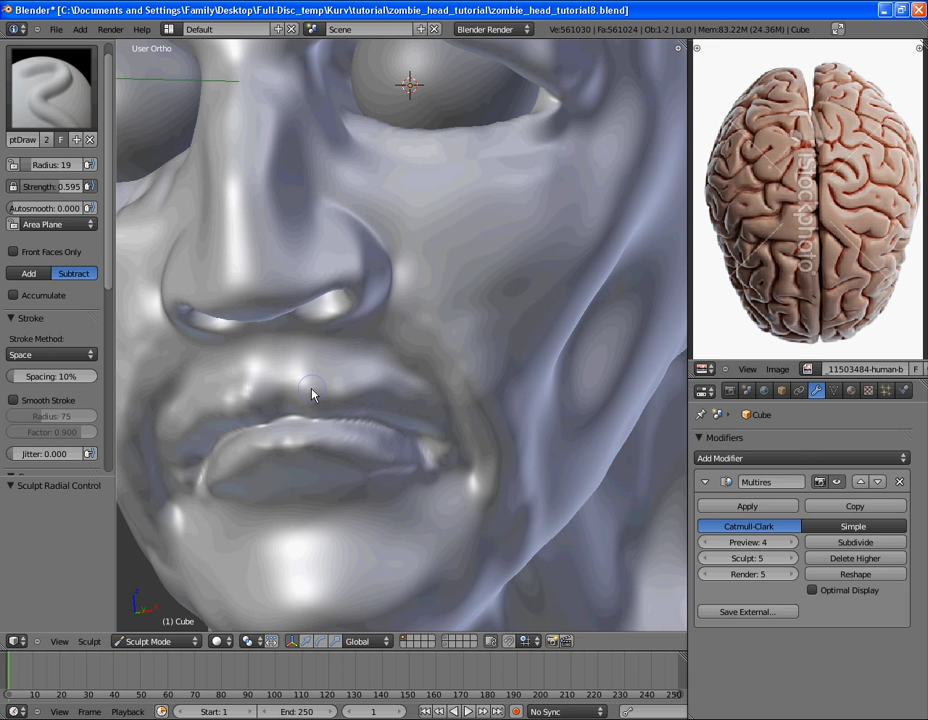 Blender* [C:\Documents and Settings\Family\Desktop\Full-Disc_temp\Kurv\tutorial\zombie_head_tutorial\zombie_head_tutorial8.blend]
File Add Render Help Default Scene Blender Render Ve:561030 | Fa:561024 | Ob:1-2 | La:0 | Mem:83.22M (24.36M) | Cube
User Ortho
ptDraw 2 F
Radius: 19
Strength: 0.595
Autosmooth: 0.000
Area Plane
Front Faces Only
Add Subtract
Accumulate
Stroke
Stroke Method:
Space
Spacing: 10%
Smooth Stroke
Radius: 75
Factor: 0.900
Jitter: 0.000
Sculpt Radial Control
iStockphoto
View Image _11503484-human-b F
Cube
Modifiers
Add Modifier
Multires
Apply Copy
Catmull-Clark Simple
Preview: 4 Subdivide
Sculpt: 5 Delete Higher
Render: 5 Reshape
Optimal Display
Save External...
z
y x
(1) Cube
View Sculpt Sculpt Mode Global
0 10 20 30 40 50 60 70 80 90 100 110 120 130 140 150 160 170 180 190 200 210 220 230 240 250
View Frame Playback Start: 1 End: 250 1 No Sync